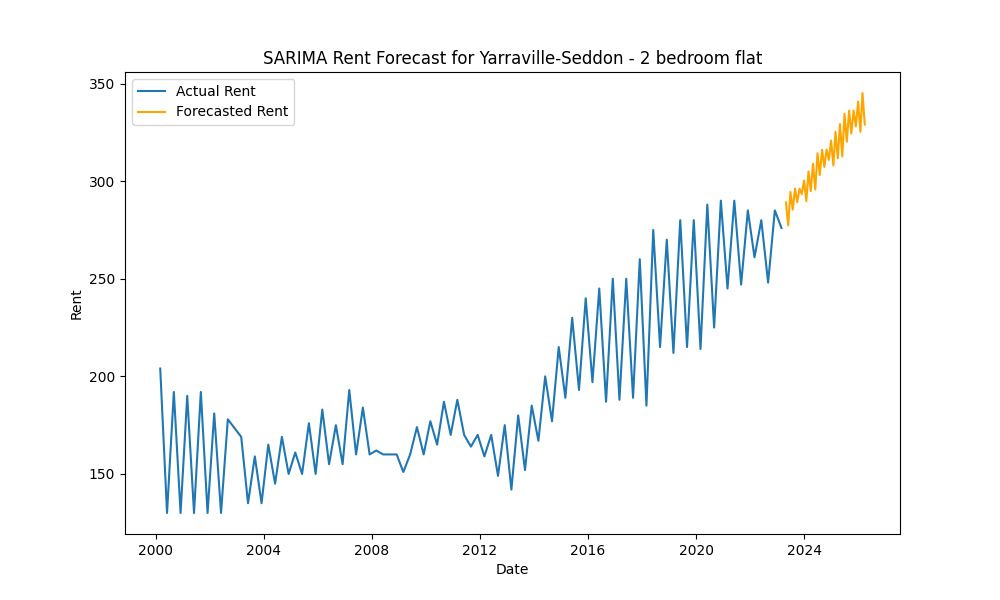 SARIMA Rent Forecast for Yarraville-Seddon - 2 bedroom flat
Actual Rent
Forecasted Rent
350
300
250
200
150
Rent
2000 2004 2008 2012 2016 2020 2024
Date